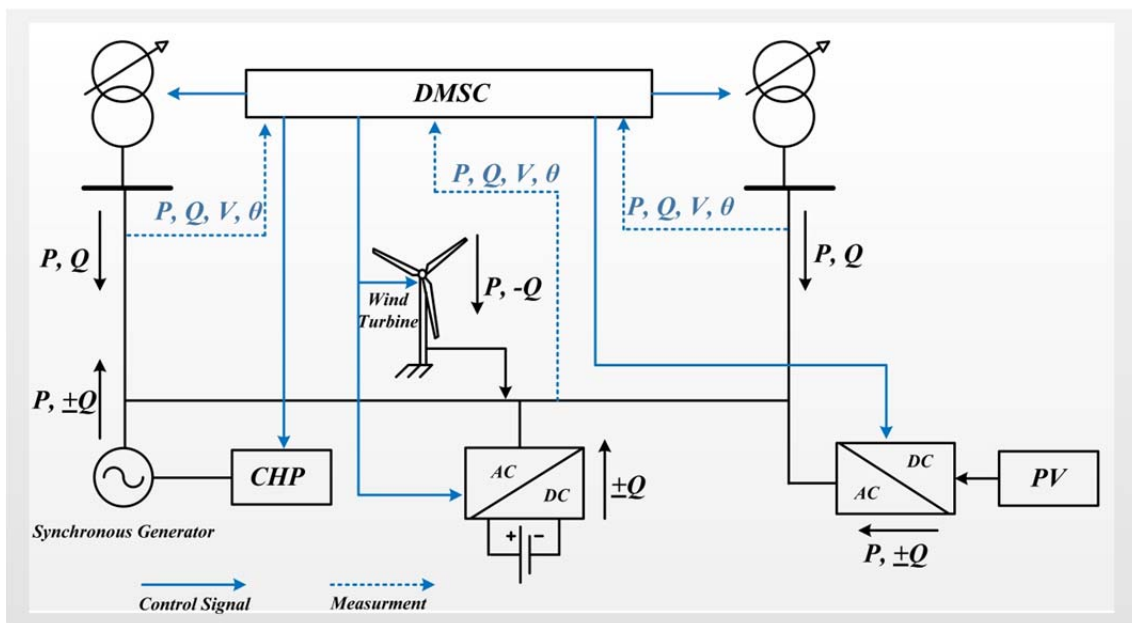 DMSC
P, Q, V, θ
P, Q, V, θ
P, Q, V, θ
P, Q
P, -Q
P, Q
Wind
Turbine
P, ±Q
AC
DC
±Q
CHP
DC
AC
PV
Synchronous Generator
+ −
P, ±Q
Control Signal
Measurment